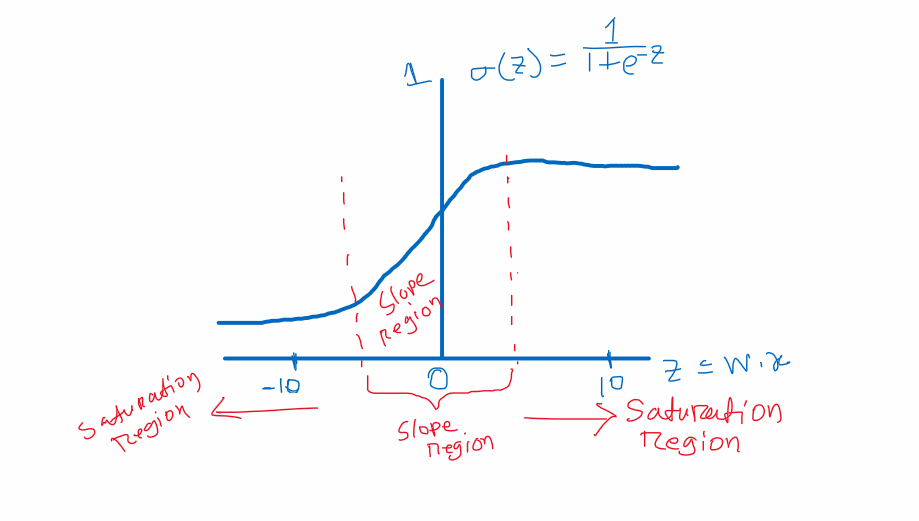 1
σ(z) = 1/1+e^-z
Slope
Region
-10
0
10
z = W.x
Saturation
Region
Slope
Region
Saturation
Region